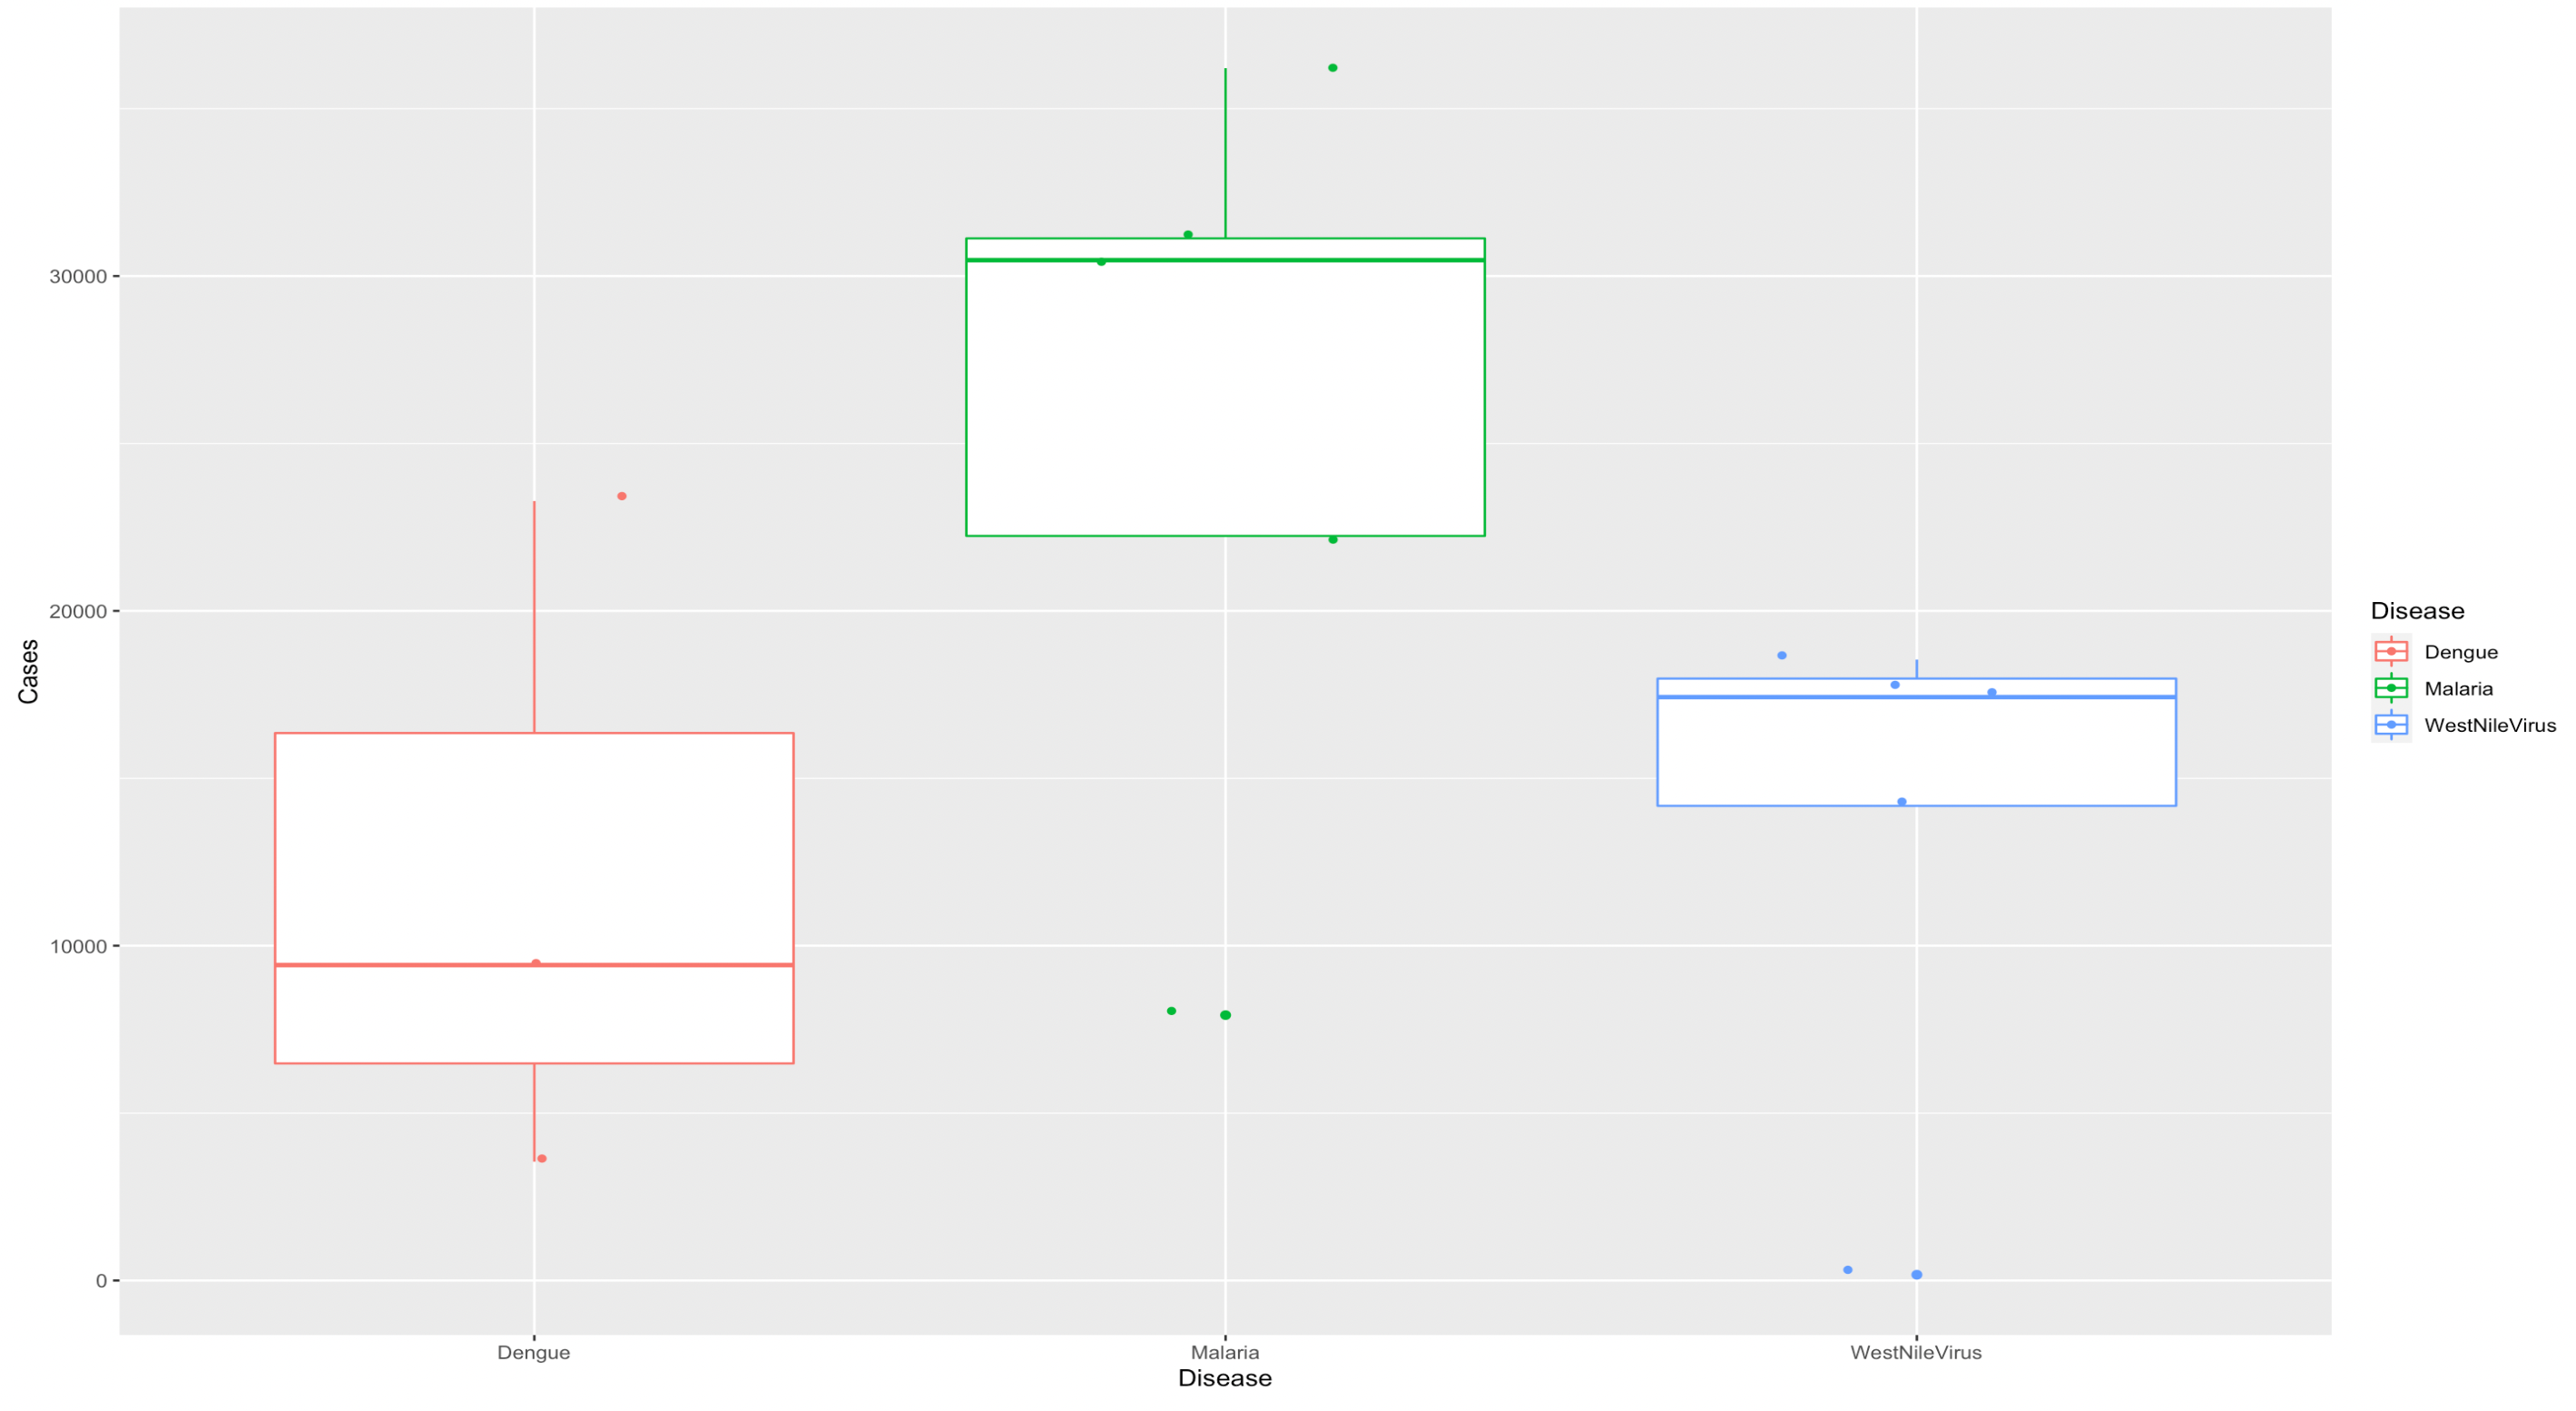 30000
20000
10000
0
Cases
Dengue
Malaria
WestNileVirus
Disease
Disease
Dengue
Malaria
WestNileVirus